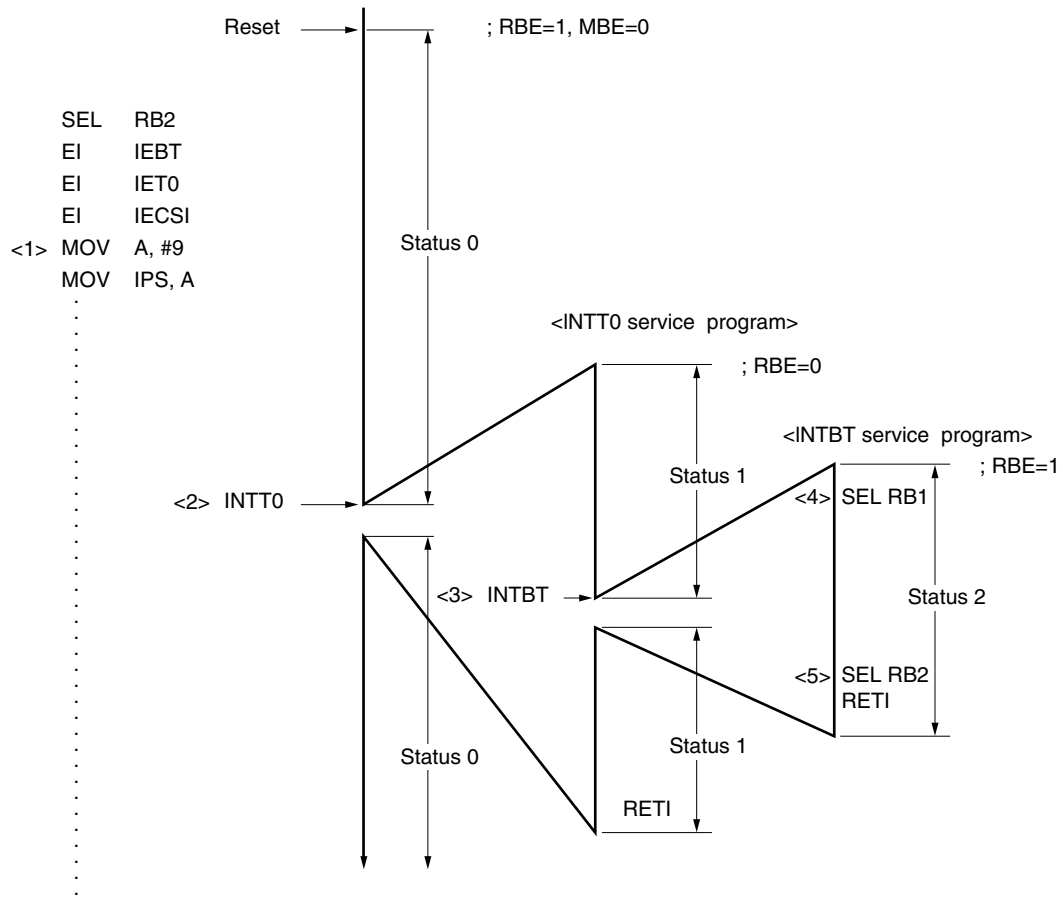 Reset
; RBE=1, MBE=0
SEL RB2
EI IEBT
EI IET0
EI IECSI
<1> MOV A, #9
MOV IPS, A
Status 0
<INTT0 service program>
; RBE=0
<INTBT service program>
; RBE=1
Status 1
<2> INTT0
<4> SEL RB1
<3> INTBT
Status 2
<5> SEL RB2
RETI
Status 1
Status 0
RETI